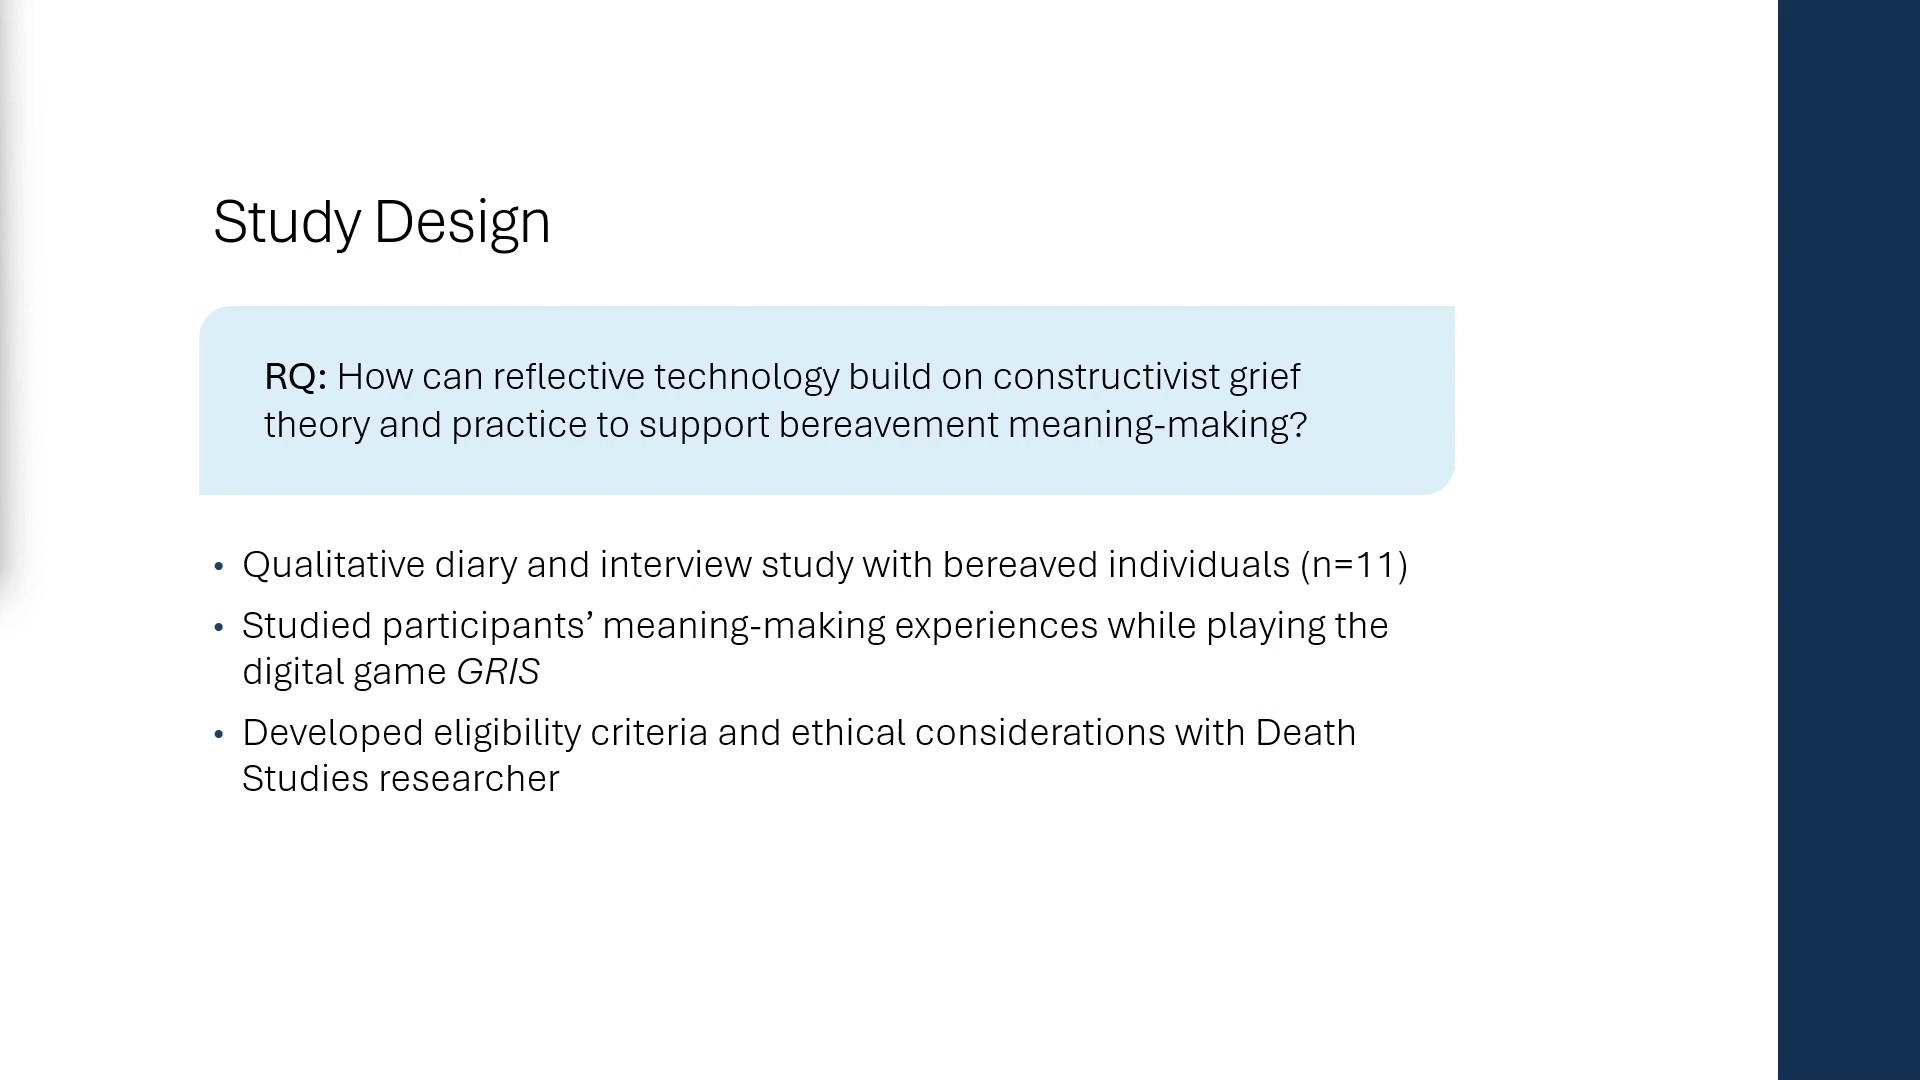 Study Design
RQ: How can reflective technology build on constructivist grief
theory and practice to support bereavement meaning-making?
• Qualitative diary and interview study with bereaved individuals (n=11)
• Studied participants’ meaning-making experiences while playing the
digital game GRIS
• Developed eligibility criteria and ethical considerations with Death
Studies researcher